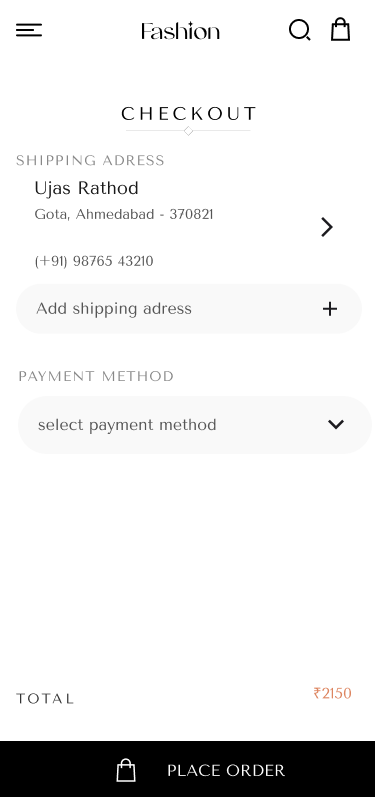 Fashion
CHECKOUT
SHIPPING ADRESS
Ujas Rathod
Gota, Ahmedabad - 370821
(+91) 98765 43210
Add shipping adress
PAYMENT METHOD
select payment method
TOTAL
₹2150
PLACE ORDER